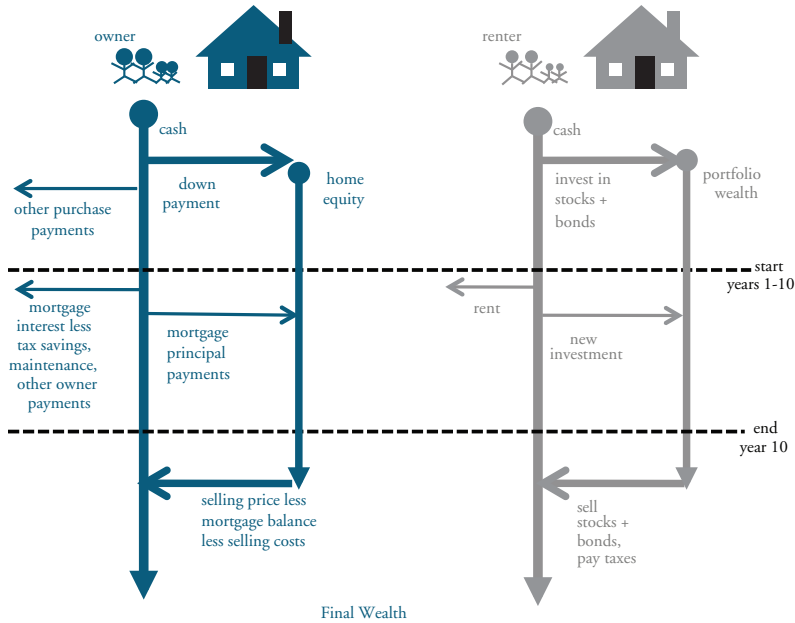 owner
renter
cash
cash
down
payment
home
equity
other purchase
payments
invest in
stocks +
bonds
portfolio
wealth
start
years 1-10
mortgage
interest less
tax savings,
maintenance,
other owner
payments
mortgage
principal
payments
rent
new
investment
end
year 10
selling price less
mortgage balance
less selling costs
sell
stocks +
bonds,
pay taxes
Final Wealth